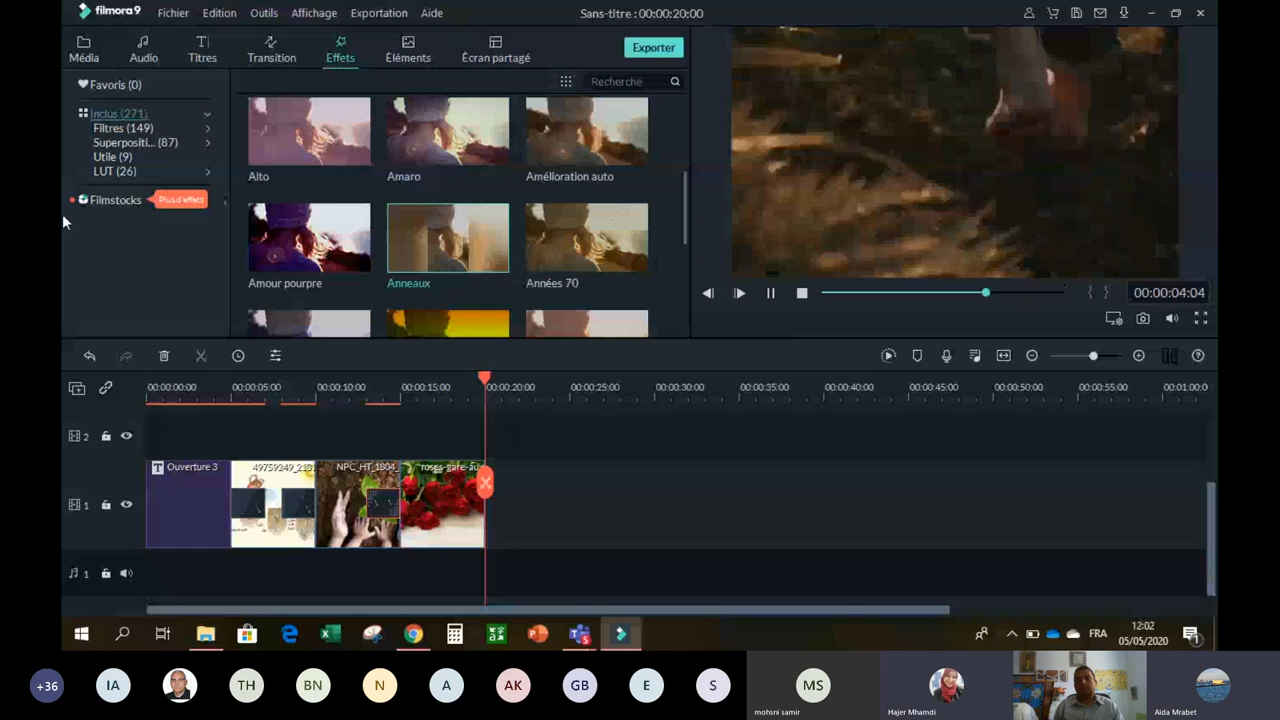 filmora9 Fichier Edition Outils Affichage Exportation Aide Sans-titre : 00:00:20:00
Média Audio Titres Transition Effets Éléments Écran partagé Exporter
Favoris (0)
Recherche
Inclus (271)
Filtres (149)
Superpositi... (87)
Utile (9)
LUT (26)
Filmstocks Plus d'effets
Alto Amaro Amélioration auto
Amour pourpre Anneaux Années 70
00:00:04:04
00:00:00:00 00:00:05:00 00:00:10:00 00:00:15:00 00:00:20:00 00:00:25:00 00:00:30:00 00:00:35:00 00:00:40:00 00:00:45:00 00:00:50:00 00:00:55:00 00:01:00:0
2
T Ouverture 3 NPC_HT_1804_
1
1
12:02
FRA
05/05/2020
1
+36 IA TH BN N A AK GB E S MS
mohsni samir Hajer Mhamdi Aida Mrabet